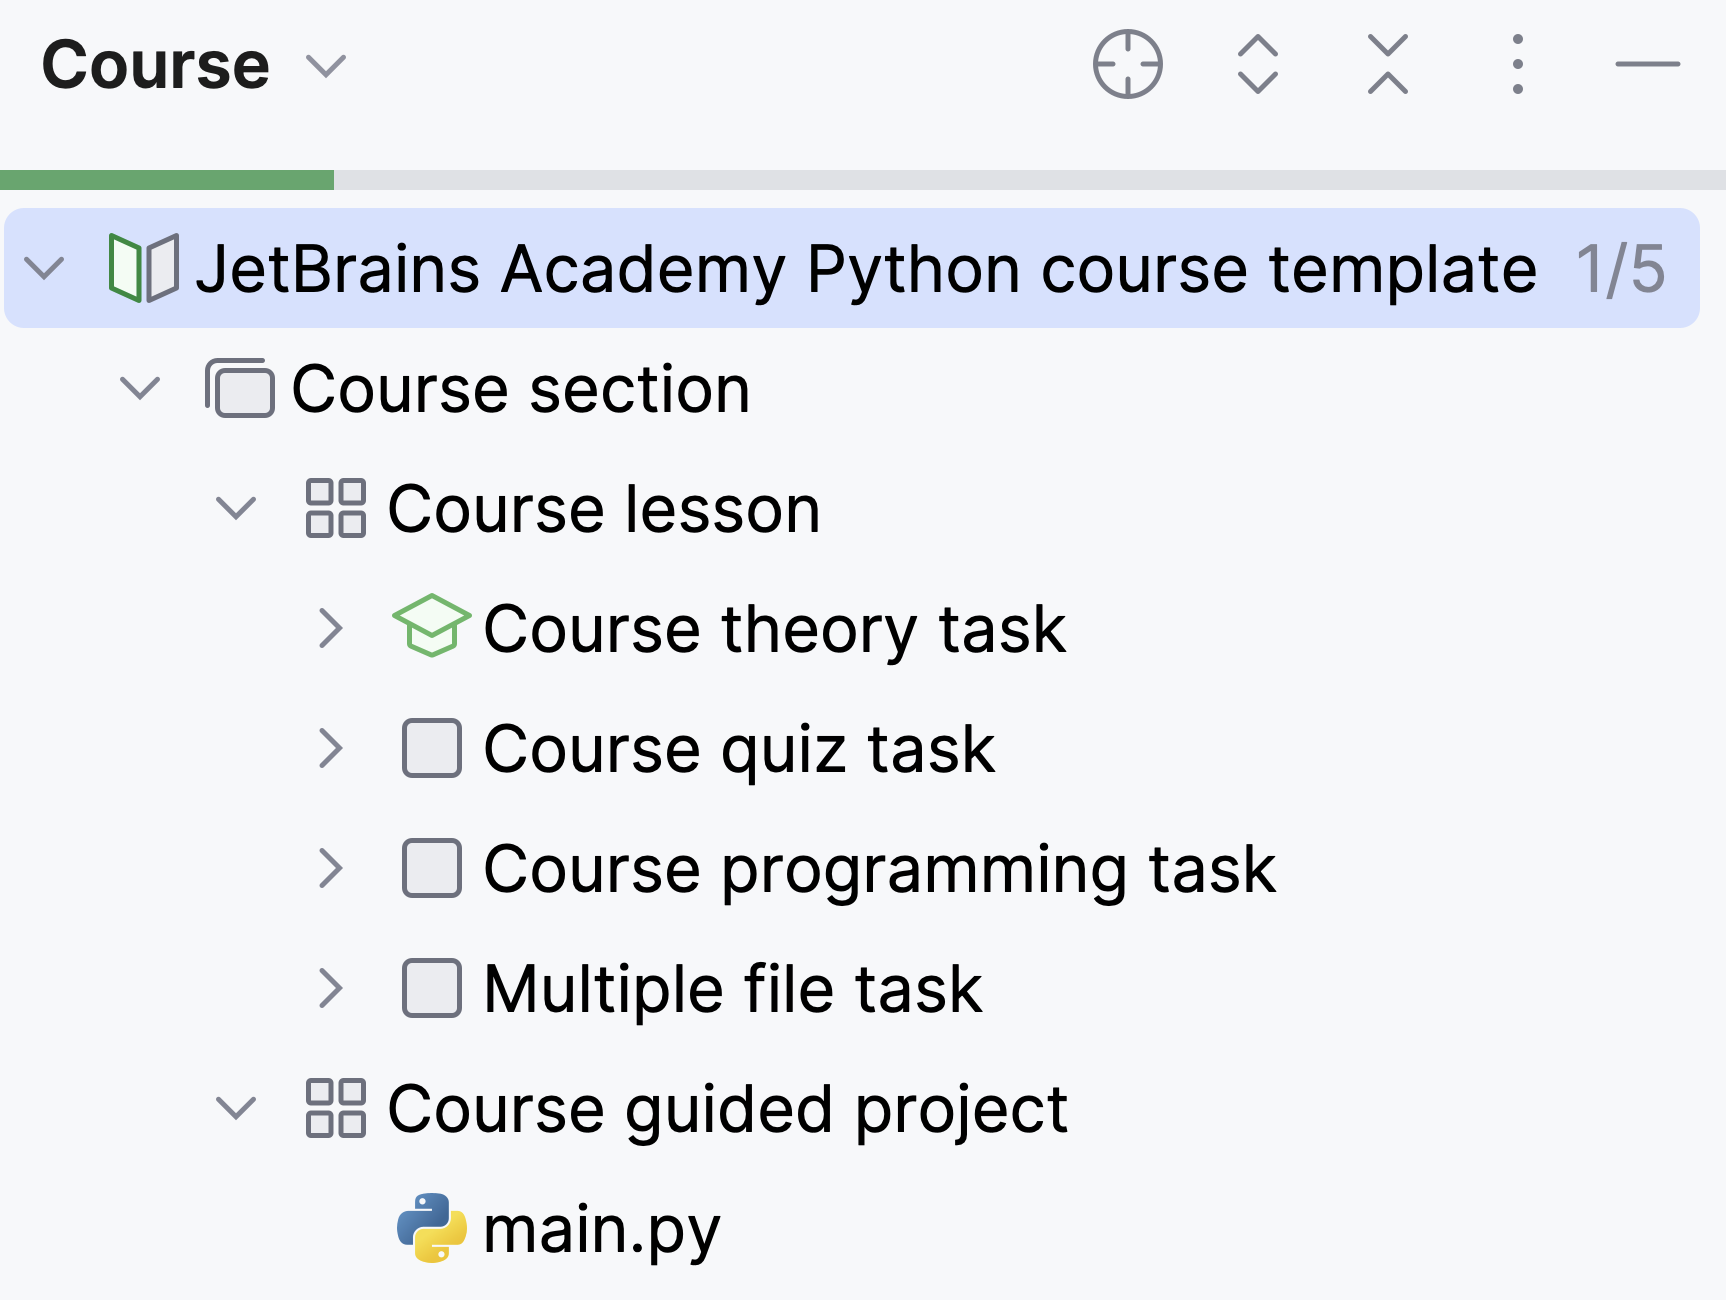 Course
JetBrains Academy Python course template 1/5
Course section
Course lesson
Course theory task
Course quiz task
Course programming task
Multiple file task
Course guided project
main.py